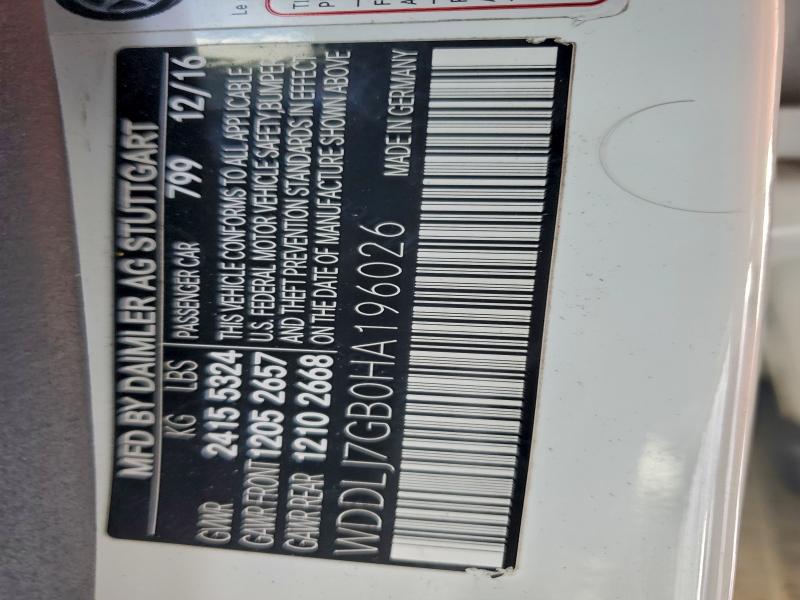 MFD BY DAIMLER AG STUTTGART
KG LBS PASSENGER CAR 799 12/16
GVWR 2415 5324 THIS VEHICLE CONFORMS TO ALL APPLICABLE
GAWR FRONT 1205 2657 U.S. FEDERAL MOTOR VEHICLE SAFETY, BUMPER
GAWR REAR 1210 2668 AND THEFT PREVENTION STANDARDS IN EFFECT
ON THE DATE OF MANUFACTURE SHOWN ABOVE
WDDLJ7GB0HA196026 MADE IN GERMANY
Le